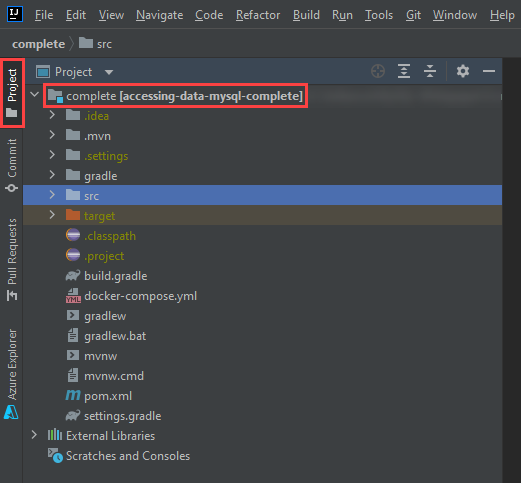 IJ File Edit View Navigate Code Refactor Build Run Tools Git Window Help
complete src
Project
Project
complete [accessing-data-mysql-complete]
.idea
.mvn
.settings
gradle
src
target
.classpath
.project
build.gradle
YML docker-compose.yml
gradlew
gradlew.bat
mvnw
mvnw.cmd
m pom.xml
settings.gradle
External Libraries
Scratches and Consoles
Commit
Pull Requests
Azure Explorer